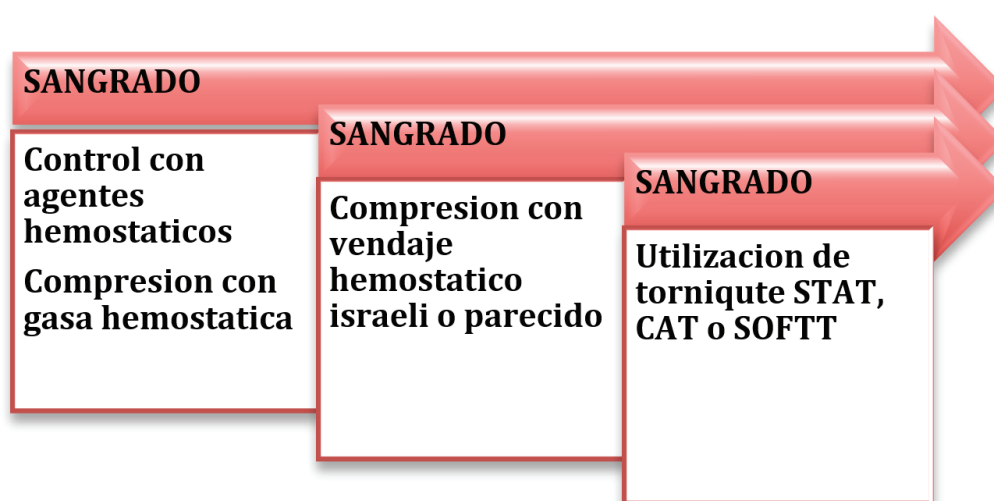 SANGRADO
Control con
agentes
hemostaticos
Compresion con
gasa hemostatica
SANGRADO
Compresion con
vendaje
hemostatico
israeli o parecido
SANGRADO
Utilizacion de
torniqute STAT,
CAT o SOFTT